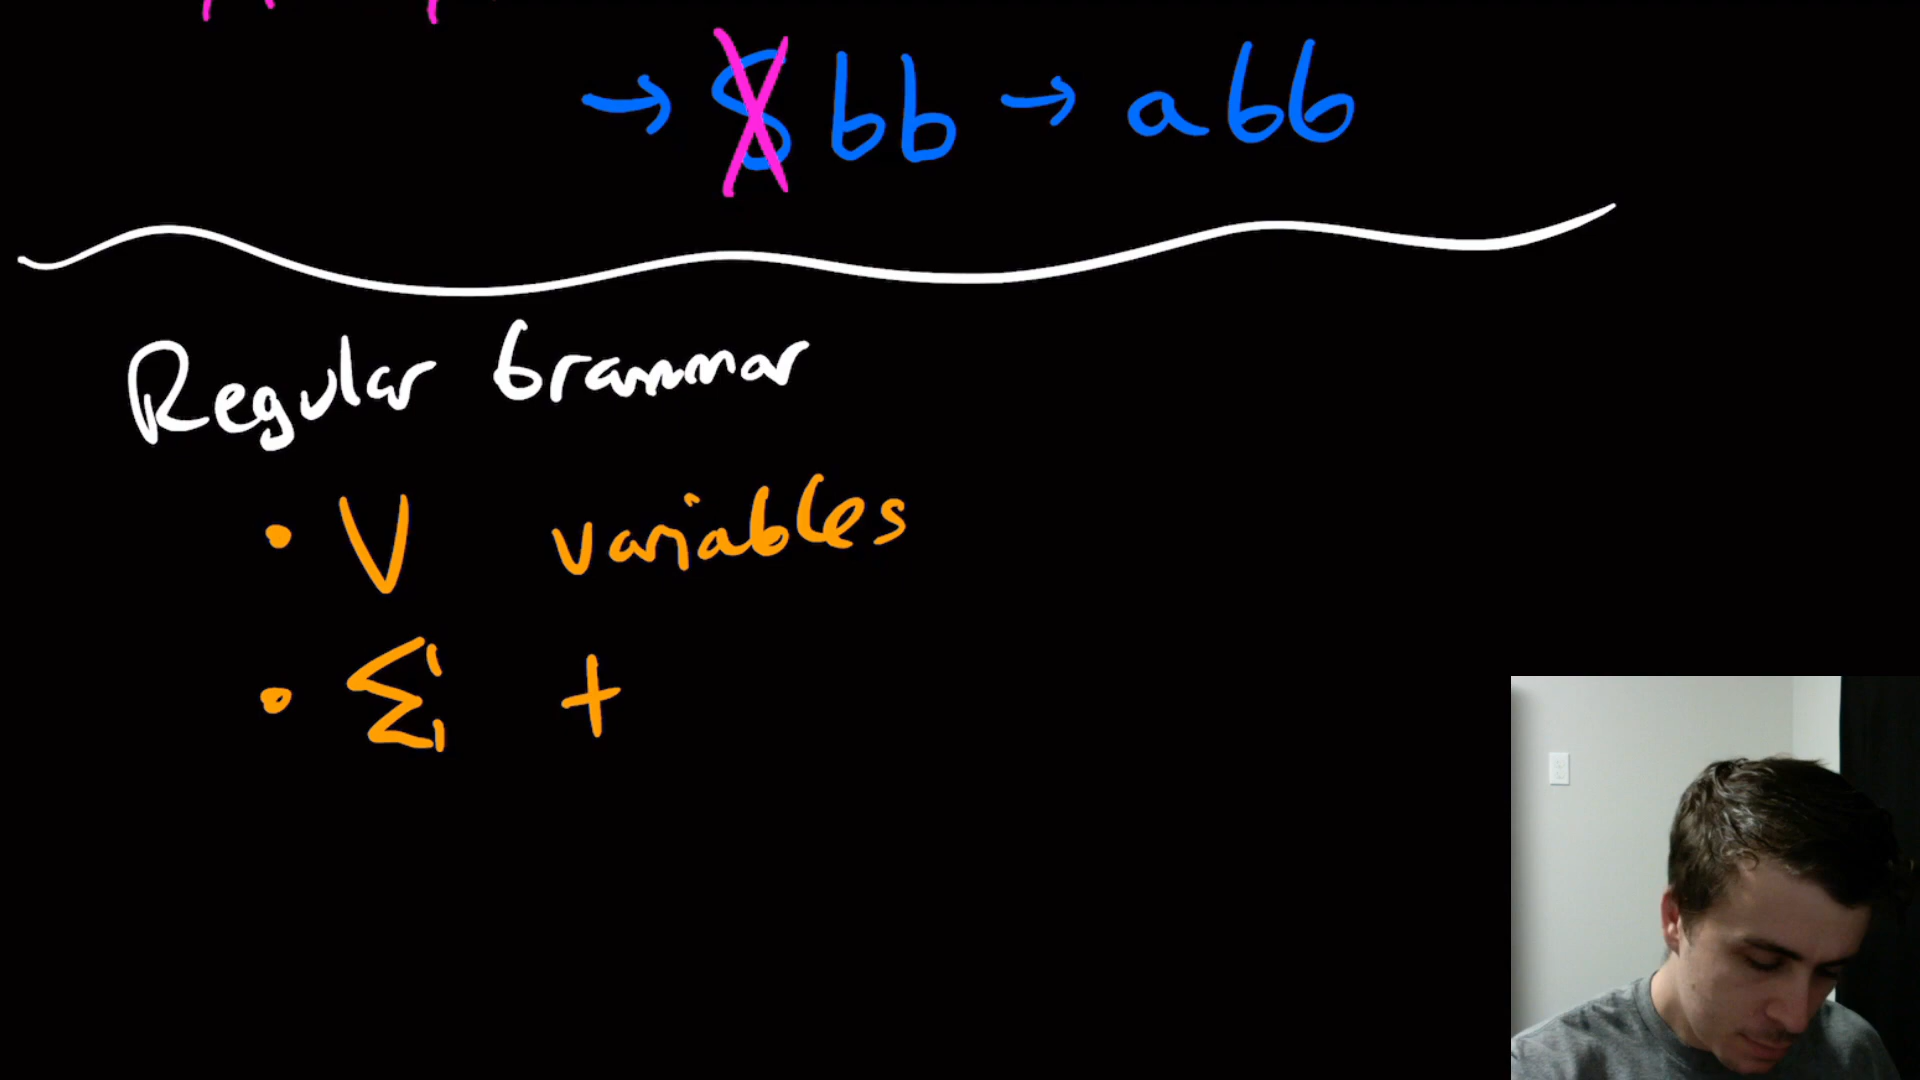 → S bb → abb
Regular Grammar
• V variables
• Σ t